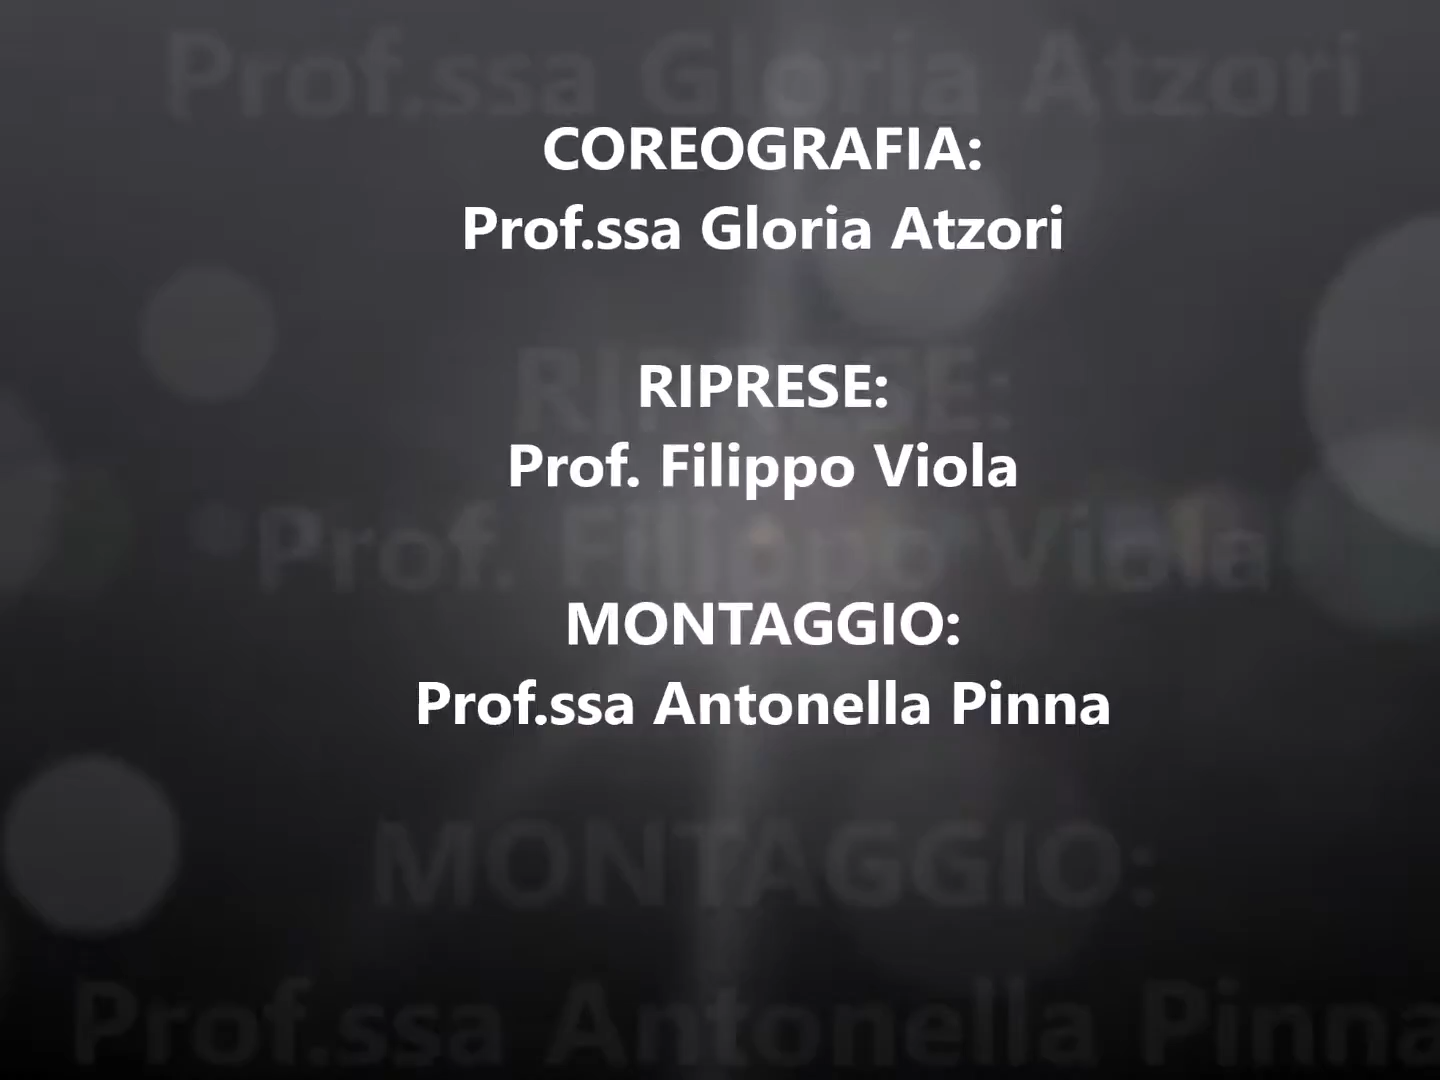 COREOGRAFIA:
Prof.ssa Gloria Atzori
RIPRESE:
Prof. Filippo Viola
MONTAGGIO:
Prof.ssa Antonella Pinna